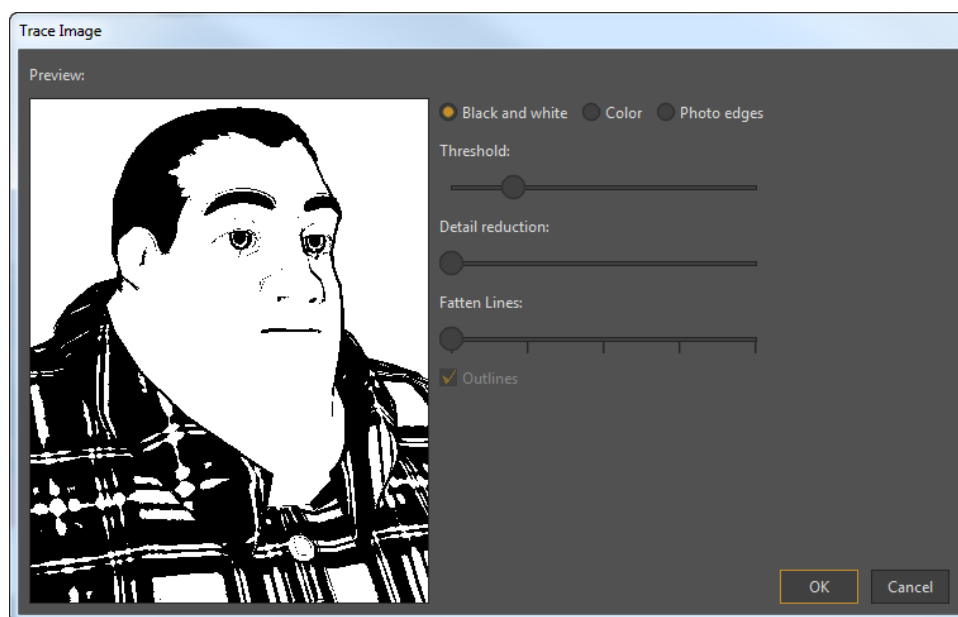 Trace Image
Preview:
Black and white Color Photo edges
Threshold:
Detail reduction:
Fatten Lines:
Outlines
OK Cancel